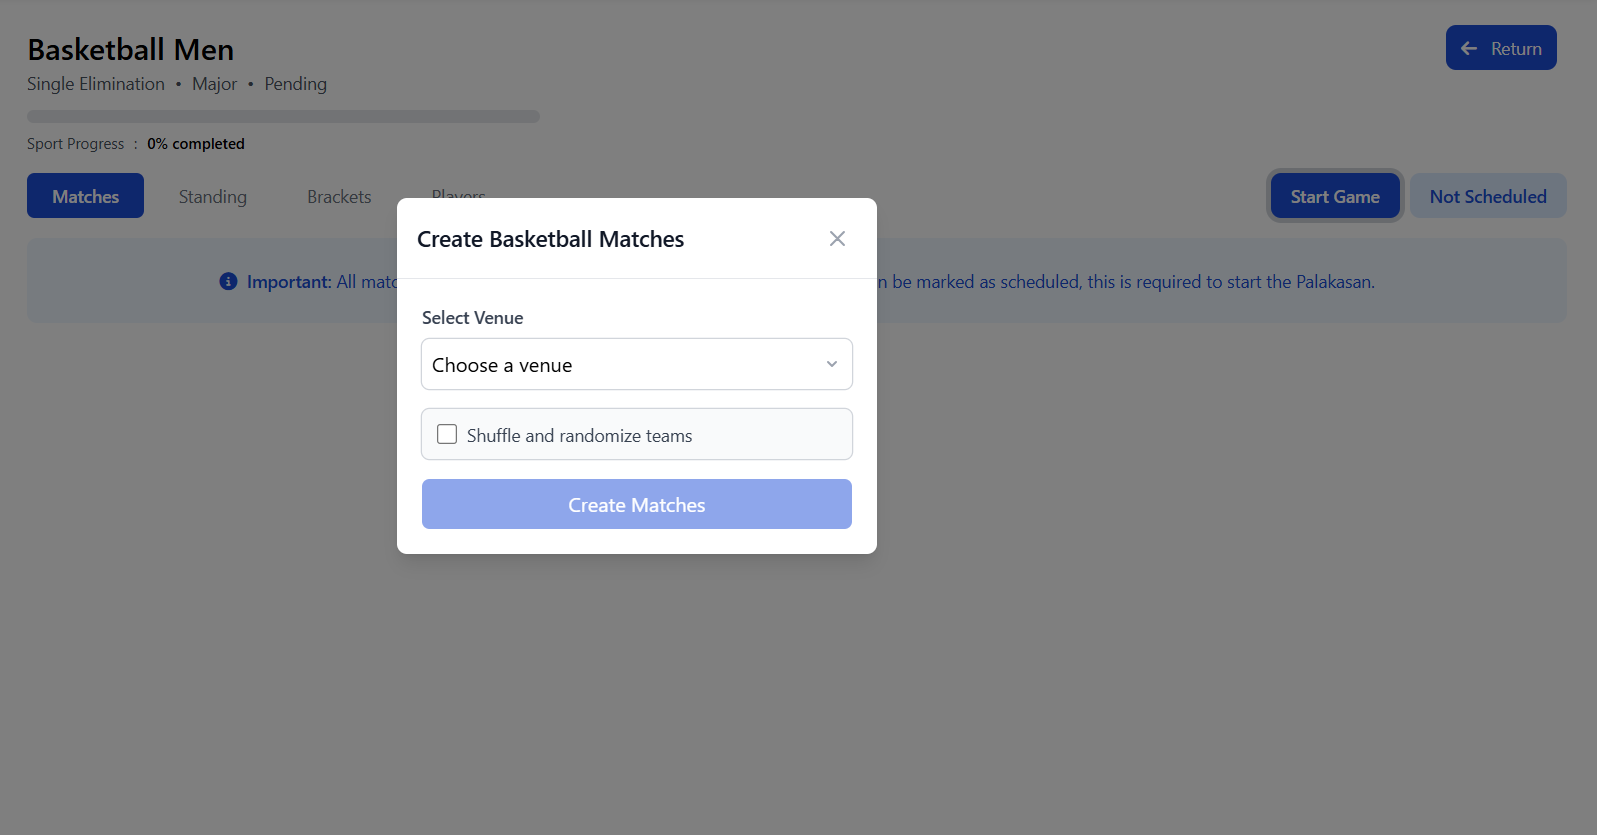 Basketball Men
Return
Single Elimination • Major • Pending
Sport Progress : 0% completed
Matches
Standing
Brackets
Players
Start Game
Not Scheduled
Important: All n be marked as scheduled, this is required to start the Palakasan.
Create Basketball Matches
Select Venue
Choose a venue
Shuffle and randomize teams
Create Matches